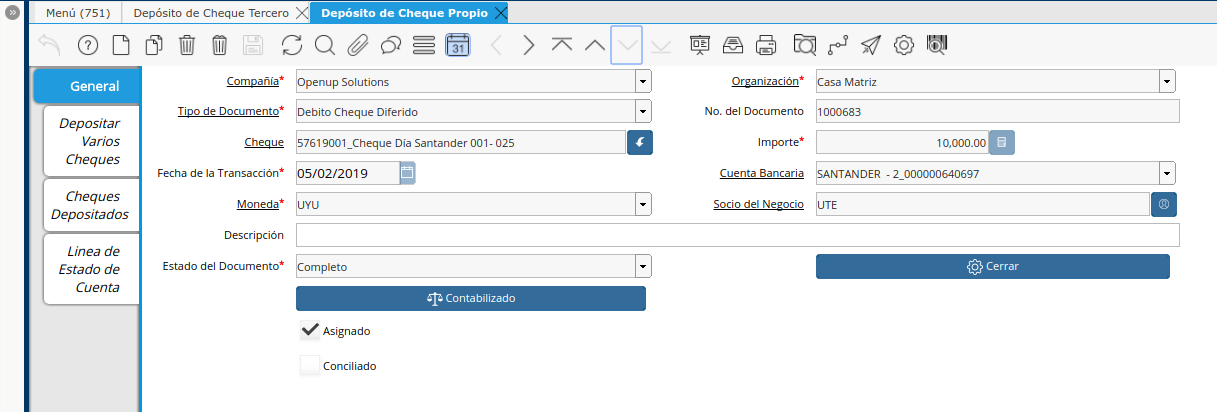 Menú (751)
Depósito de Cheque Tercero
Depósito de Cheque Propio
31
General
Depositar
Varios
Cheques
Cheques
Depositados
Linea de
Estado de
Cuenta
Compañía* Openup Solutions
Organización* Casa Matriz
Tipo de Documento* Debito Cheque Diferido
No. del Documento 1000683
Cheque 57619001_Cheque Día Santander 001- 025
Importe* 10,000.00
Fecha de la Transacción* 05/02/2019
Cuenta Bancaria SANTANDER - 2_000000640697
Moneda* UYU
Socio del Negocio UTE
Descripción
Estado del Documento* Completo
Cerrar
Contabilizado
Asignado
Conciliado